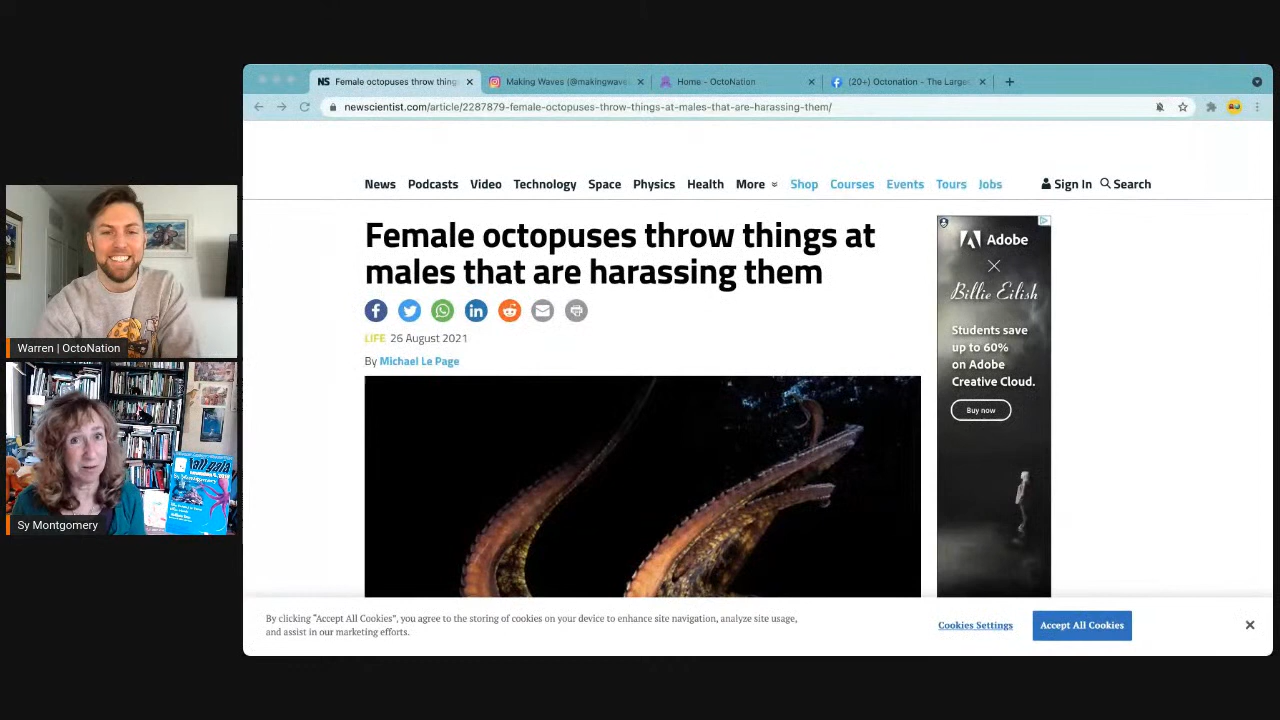 NS Female octopuses throw thing
Making Waves (@makingwave
Home - OctoNation
(20+) Octonation - The Larges
newscientist.com/article/2287879-female-octopuses-throw-things-at-males-that-are-harassing-them/
News Podcasts Video Technology Space Physics Health More Shop Courses Events Tours Jobs Sign In Search
Female octopuses throw things at
males that are harassing them
LIFE 26 August 2021
By Michael Le Page
Adobe
Billie Eilish
Students save
up to 60%
on Adobe
Creative Cloud.
Buy now
Warren | OctoNation
Sy Montgomery
Sy Montgomery
By clicking “Accept All Cookies”, you agree to the storing of cookies on your device to enhance site navigation, analyze site usage,
and assist in our marketing efforts.
Cookies Settings
Accept All Cookies